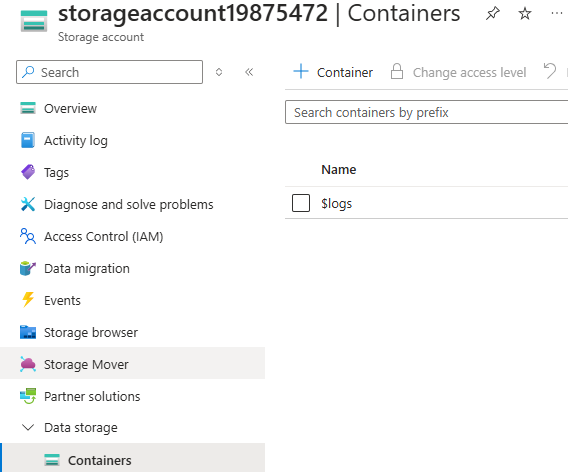 storageaccount19875472 | Containers
Storage account
Search
Container
Change access level
Search containers by prefix
Name
$logs
Overview
Activity log
Tags
Diagnose and solve problems
Access Control (IAM)
Data migration
Events
Storage browser
Storage Mover
Partner solutions
Data storage
Containers